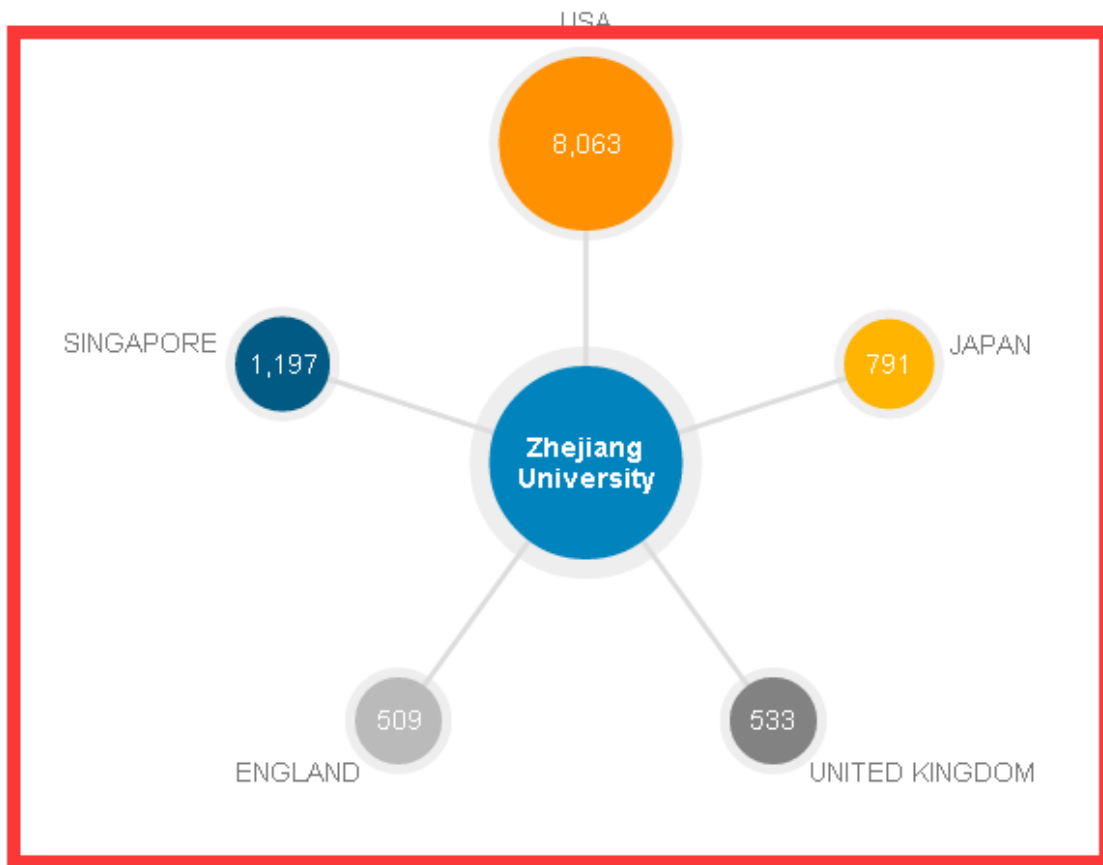 USA
8,063
SINGAPORE
1,197
791
JAPAN
Zhejiang
University
509
533
ENGLAND
UNITED KINGDOM